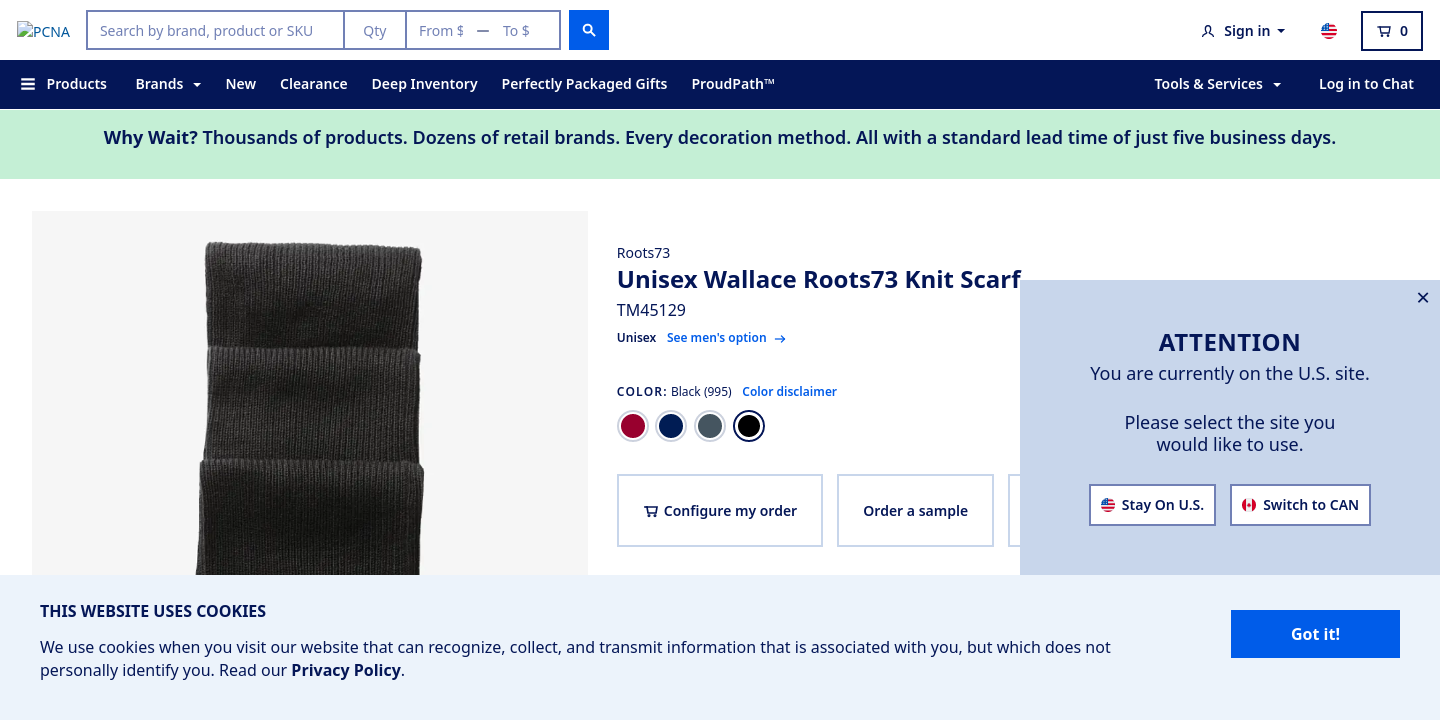 PCNA
Search by brand, product or SKU
Qty
From $ — To $
Sign in
0
Products
Brands
New
Clearance
Deep Inventory
Perfectly Packaged Gifts
ProudPath™
Tools & Services
Log in to Chat
Why Wait? Thousands of products. Dozens of retail brands. Every decoration method. All with a standard lead time of just five business days.
Roots73
Unisex Wallace Roots73 Knit Scarf
TM45129
Unisex See men's option
COLOR: Black (995) Color disclaimer
Configure my order
Order a sample
ATTENTION
You are currently on the U.S. site.
Please select the site you
would like to use.
Stay On U.S.
Switch to CAN
THIS WEBSITE USES COOKIES
We use cookies when you visit our website that can recognize, collect, and transmit information that is associated with you, but which does not
personally identify you. Read our Privacy Policy.
Got it!